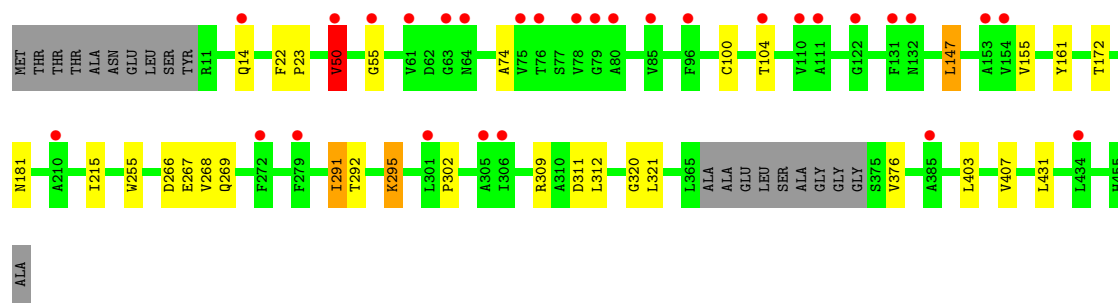 MET THR THR THR ALA ASN ASP GLU LEU SER TYR R11 Q14 F22 P23 V50 G55 V61 D62 G63 N64 A74 V75 T76 S77 V78 G79 A80 V85 F96 C100 T104 V110 A111 G122 F131 N132 L147 A153 V154 V155 Y161 T172
N181 A210 I215 W255 D266 E267 V268 Q269 F272 F279 I291 T292 K295 L301 P302 A305 I306 R309 A310 D311 L312 G320 L321 L365 ALA ALA GLU LEU SER ALA GLY GLY GLY S375 V376 A385 L403 V407 L431 L434 H455
ALA